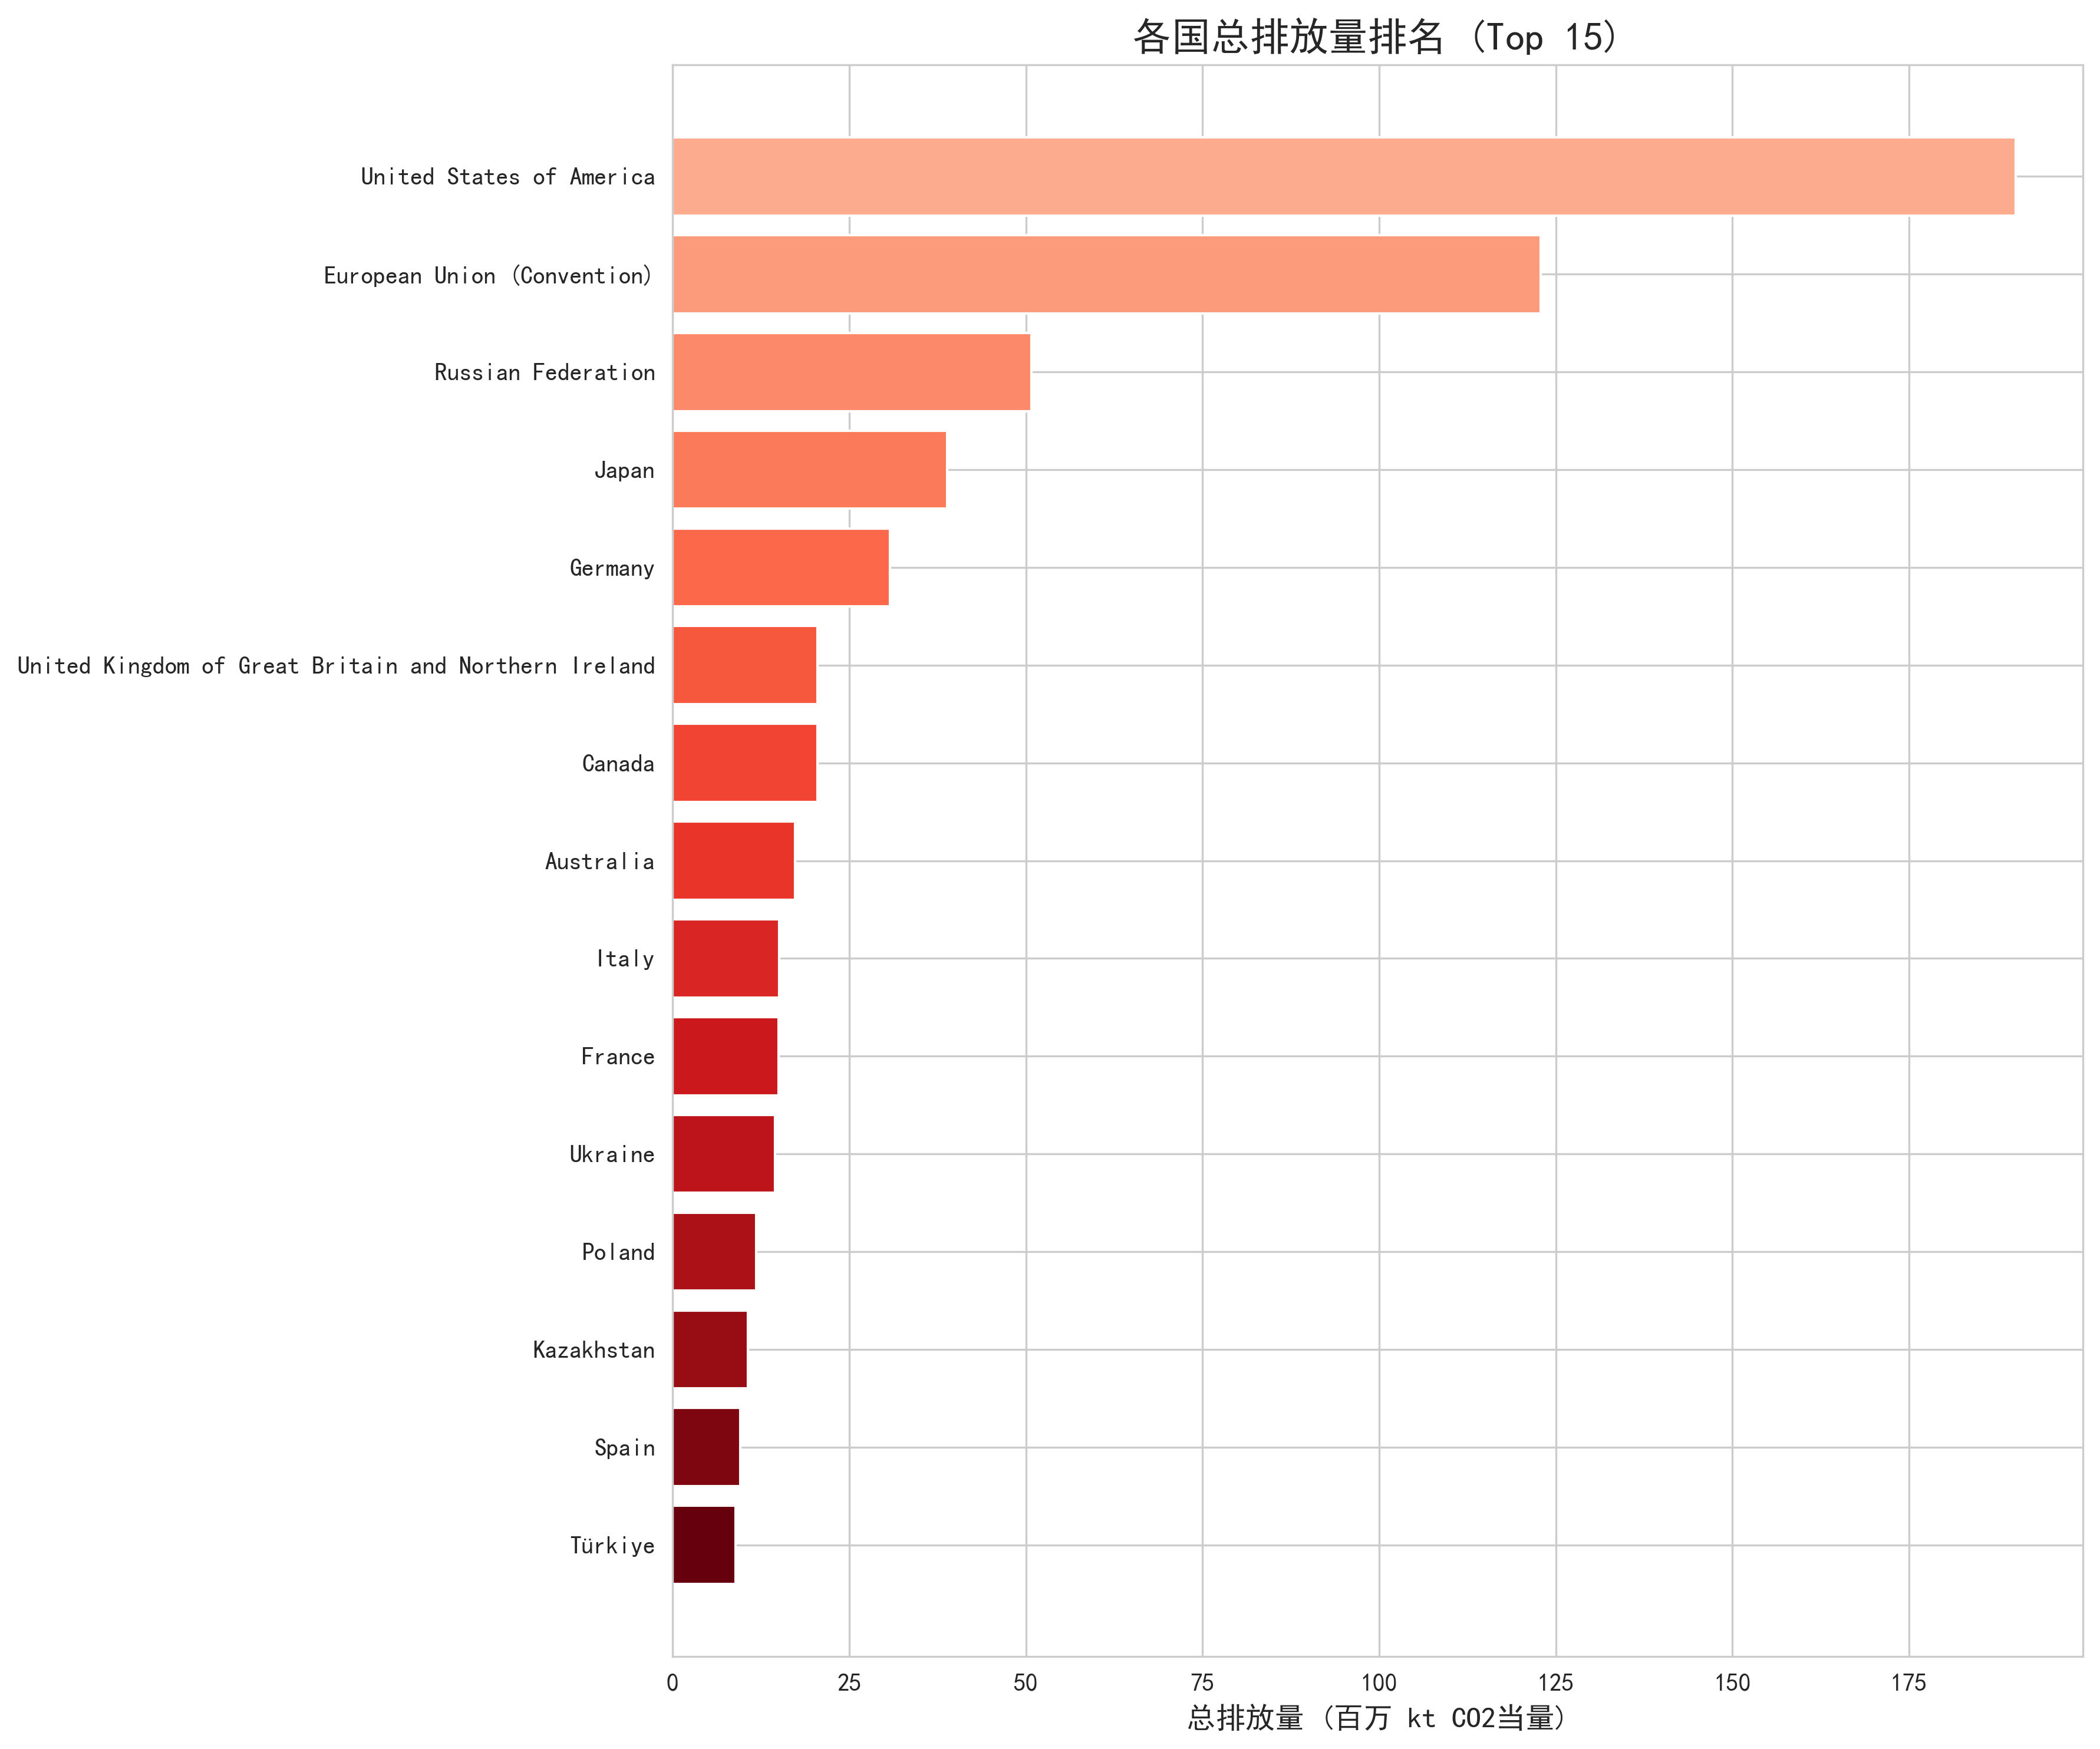 各国总排放量排名 (Top 15)
United States of America
European Union (Convention)
Russian Federation
Japan
Germany
United Kingdom of Great Britain and Northern Ireland
Canada
Australia
Italy
France
Ukraine
Poland
Kazakhstan
Spain
Türkiye
0 25 50 75 100 125 150 175
总排放量 (百万 kt CO2当量)